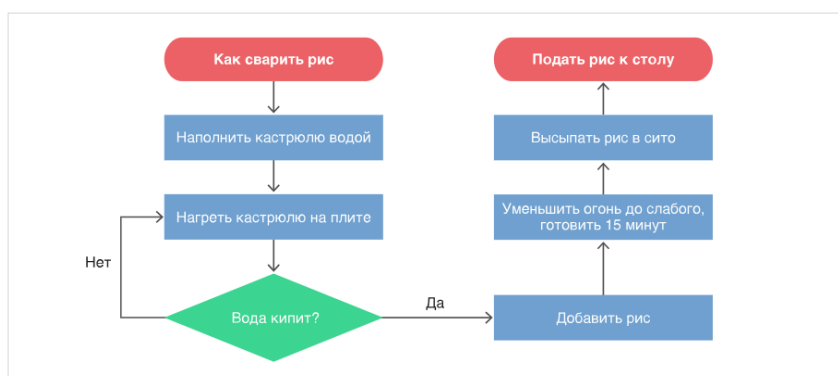 Как сварить рис
Наполнить кастрюлю водой
Нагреть кастрюлю на плите
Нет
Вода кипит?
Да
Добавить рис
Уменьшить огонь до слабого,
готовить 15 минут
Высыпать рис в сито
Подать рис к столу